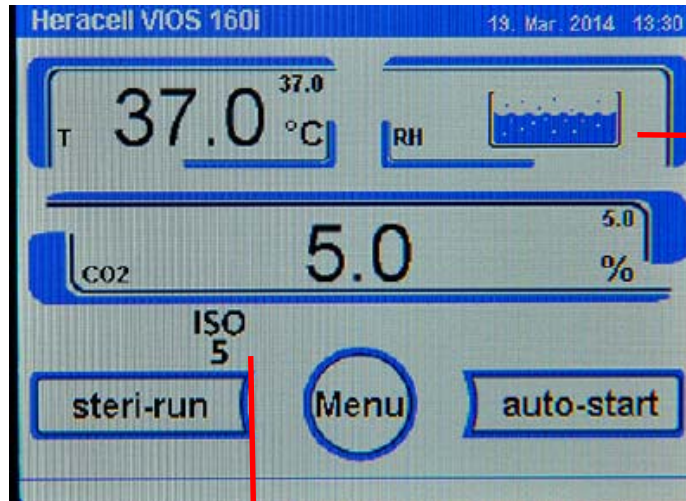 Heracell VIOS 160i 19. Mar. 2014 13:30
37.0
T 37.0 °C RH
5.0
CO2 5.0 %
ISO
5
steri-run Menu auto-start